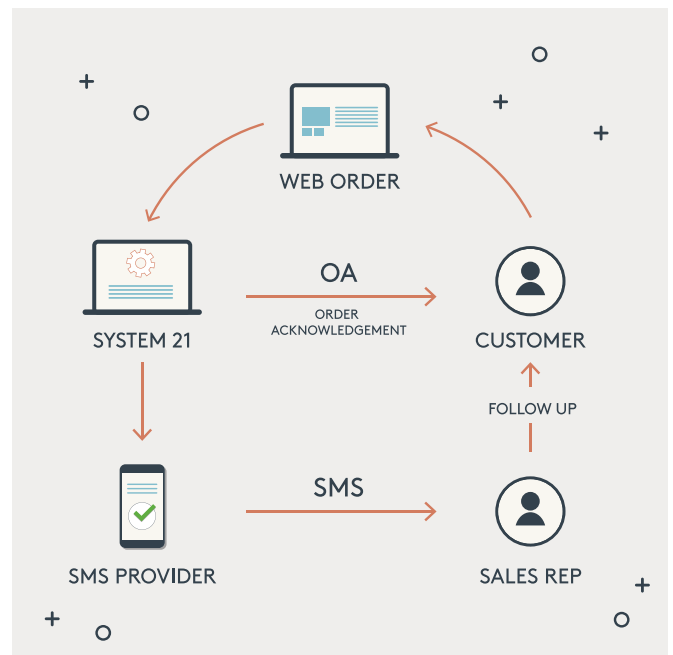 WEB ORDER
OA
ORDER
ACKNOWLEDGEMENT
SYSTEM 21
CUSTOMER
FOLLOW UP
SMS
SMS PROVIDER
SALES REP